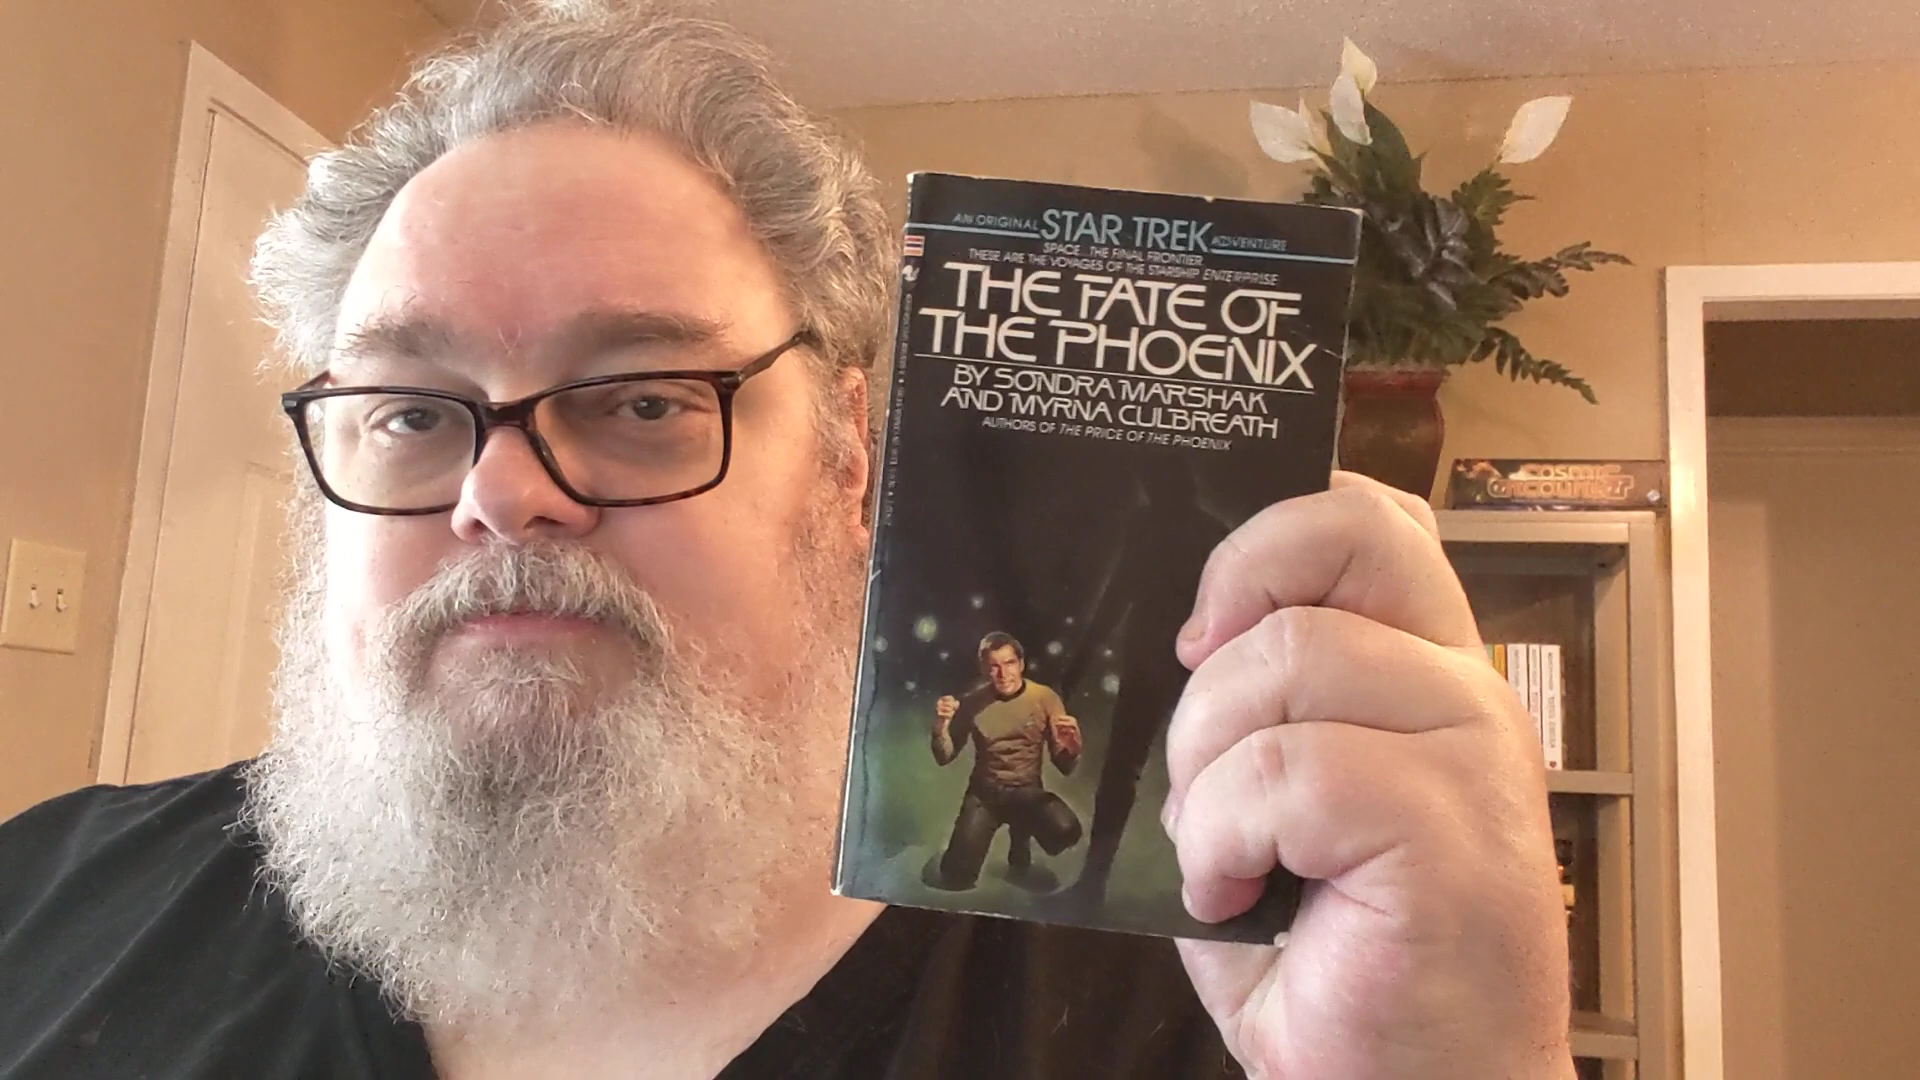 AN ORIGINAL STAR TREK ADVENTURE
SPACE THE FINAL FRONTIER
THESE ARE THE VOYAGES OF THE STARSHIP ENTERPRISE
THE FATE OF
THE PHOENIX
BY SONDRA MARSHAK
AND MYRNA CULBREATH
AUTHORS OF THE PRICE OF THE PHOENIX
COSMIC
ENCOUNTER